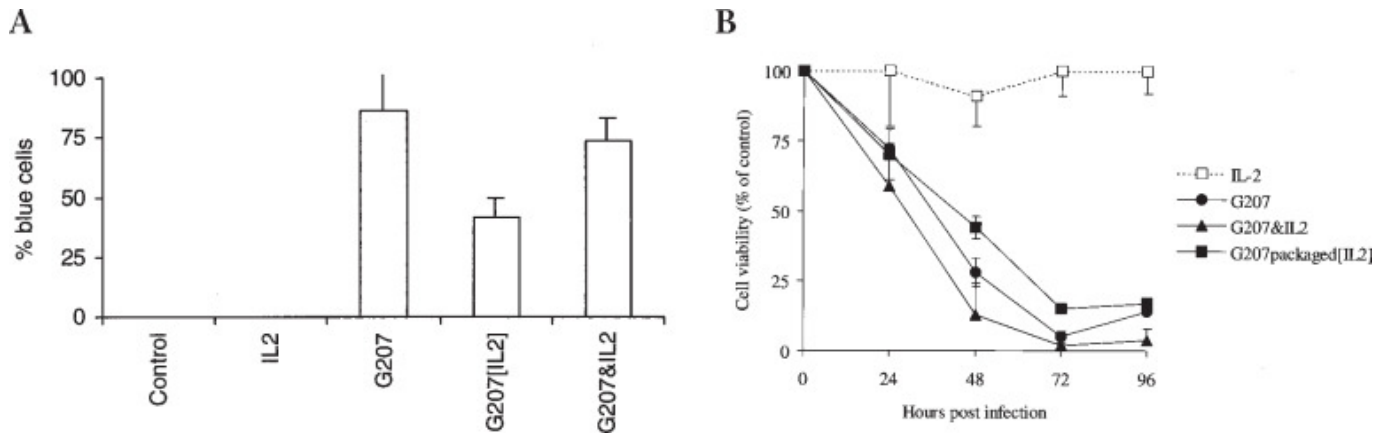 A
% blue cells
100
75
50
25
0
Control
IL2
G207
G207[IL2]
G207&IL2
B
Cell viability (% of control)
100
75
50
25
0
0 24 48 72 96
Hours post infection
IL-2
G207
G207&IL2
G207packaged[IL2]